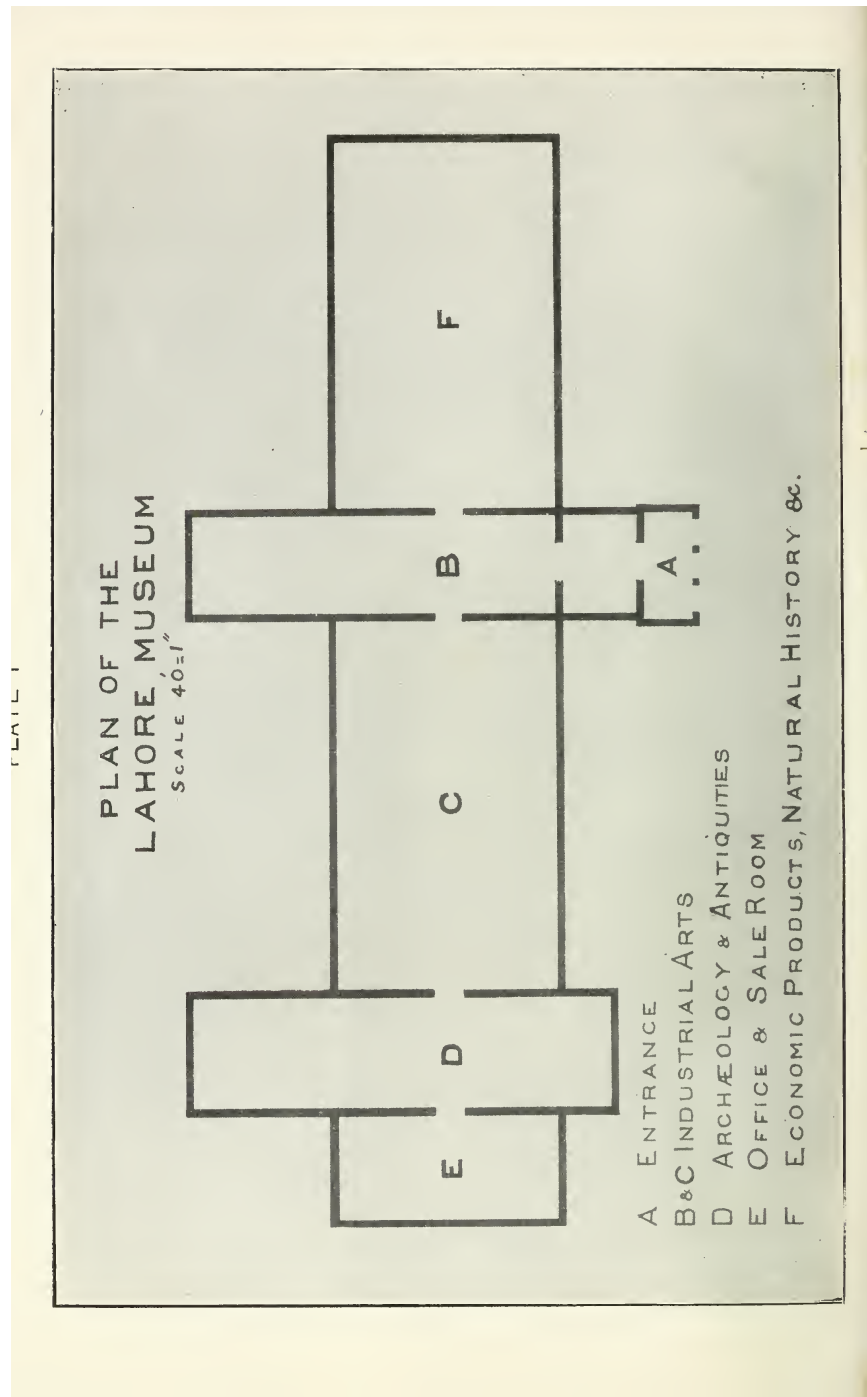 PLATE I
PLAN OF THE
LAHORE MUSEUM
SCALE 40'=1"
E
D
C
B
F
A
A ENTRANCE
B&C INDUSTRIAL ARTS
D ARCHÆOLOGY & ANTIQUITIES
E OFFICE & SALE ROOM
F ECONOMIC PRODUCTS, NATURAL HISTORY &c.